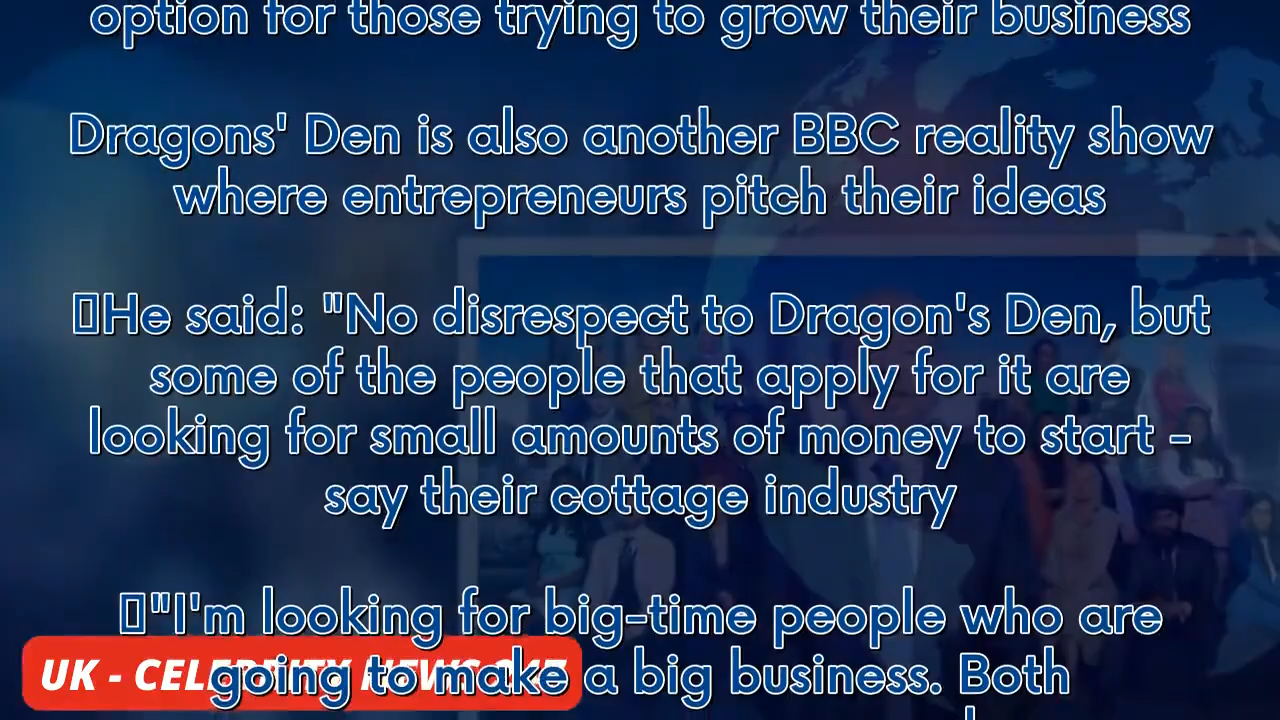 option for those trying to grow their business
Dragons' Den is also another BBC reality show
where entrepreneurs pitch their ideas
He said: "No disrespect to Dragon's Den, but
some of the people that apply for it are
looking for small amounts of money to start -
say their cottage industry
"I'm looking for big-time people who are
going to make a big business. Both
UK - CELEBRITY NEWS